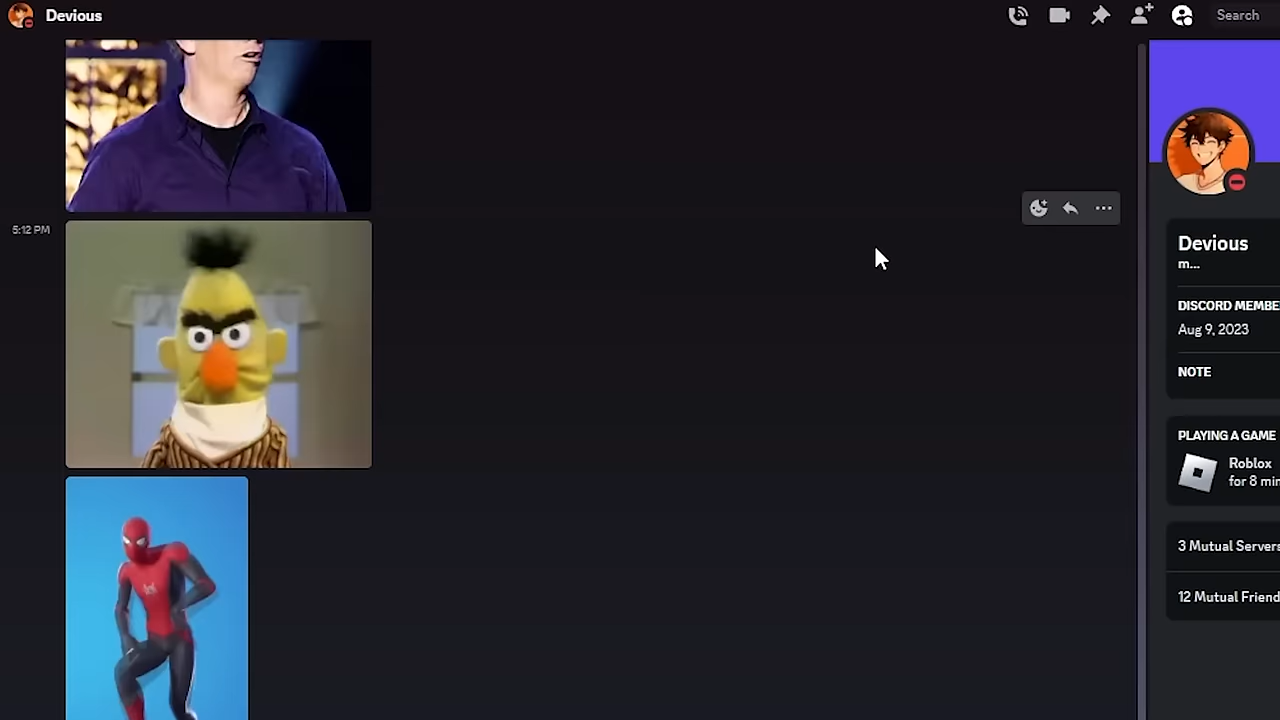 Devious
Search
5:12 PM
Devious
m...
DISCORD MEMBE
Aug 9, 2023
NOTE
PLAYING A GAME
Roblox
for 8 min
3 Mutual Servers
12 Mutual Friend